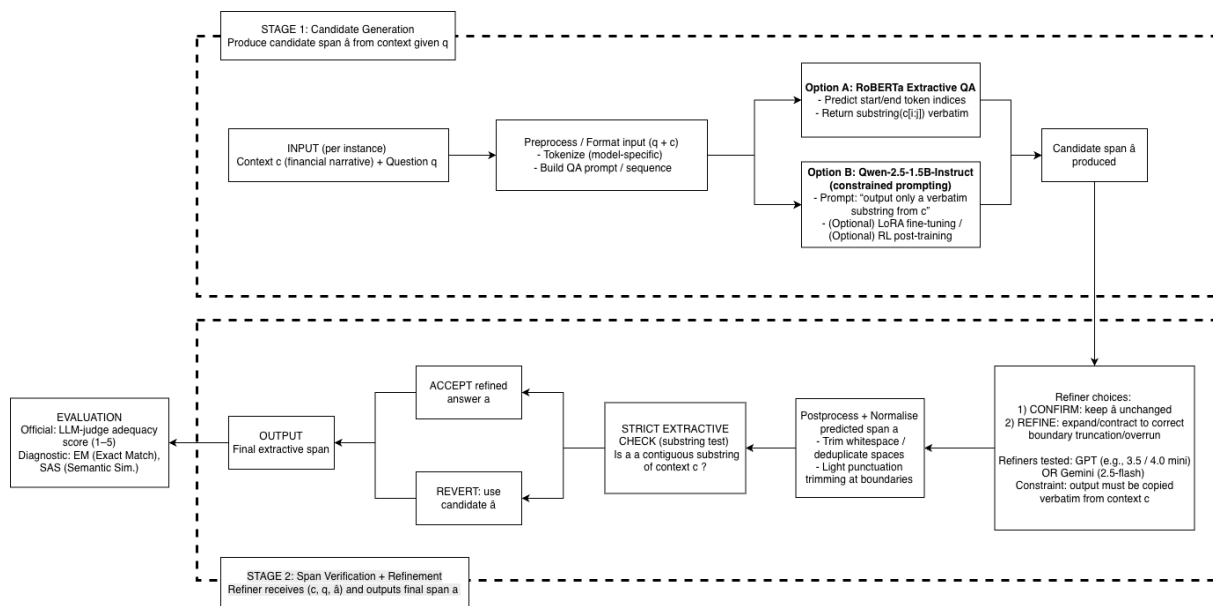 STAGE 1: Candidate Generation
Produce candidate span â from context given q
INPUT (per instance)
Context c (financial narrative) + Question q
Preprocess / Format input (q + c)
- Tokenize (model-specific)
- Build QA prompt / sequence
Option A: RoBERTa Extractive QA
- Predict start/end token indices
- Return substring(c[i:j]) verbatim
Option B: Qwen-2.5-1.5B-Instruct
(constrained prompting)
- Prompt: “output only a verbatim
substring from c”
- (Optional) LoRA fine-tuning /
(Optional) RL post-training
Candidate span â
produced
Refiner choices:
1) CONFIRM: keep â unchanged
2) REFINE: expand/contract to correct
boundary truncation/overrun
Refiners tested: GPT (e.g., 3.5 / 4.0 mini)
OR Gemini (2.5-flash)
Constraint: output must be copied
verbatim from context c
Postprocess + Normalise
predicted span a
- Trim whitespace /
deduplicate spaces
- Light punctuation
trimming at boundaries
STRICT EXTRACTIVE
CHECK (substring test)
Is a a contiguous substring
of context c ?
ACCEPT refined
answer a
REVERT: use
candidate â
OUTPUT
Final extractive span
EVALUATION
Official: LLM-judge adequacy
score (1–5)
Diagnostic: EM (Exact Match),
SAS (Semantic Sim.)
STAGE 2: Span Verification + Refinement
Refiner receives (c, q, â) and outputs final span a